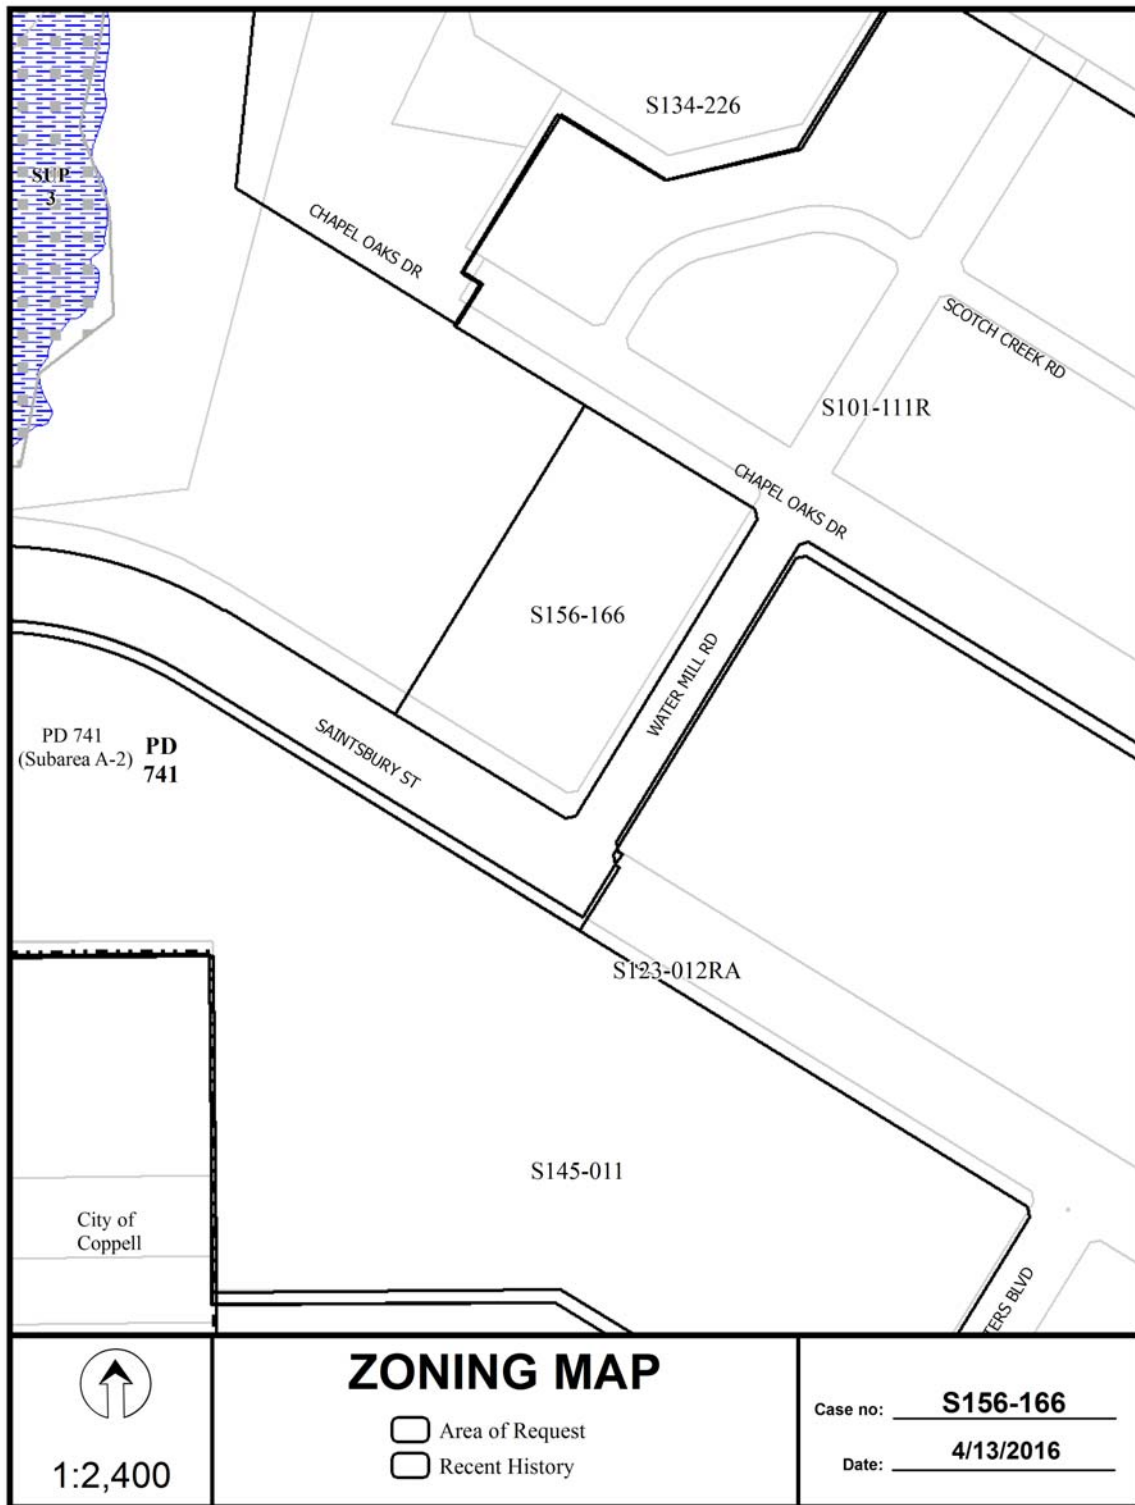 S134-226
SUP
3
CHAPEL OAKS DR
SCOTCH CREEK RD
S101-111R
CHAPEL OAKS DR
S156-166
WATER MILL RD
SAINTSBURY ST
PD 741
(Subarea A-2)
PD
741
S123-012RA
S145-011
City of
Coppell
TERS BLVD
ZONING MAP
Area of Request
Recent History
1:2,400
Case no: S156-166
Date: 4/13/2016